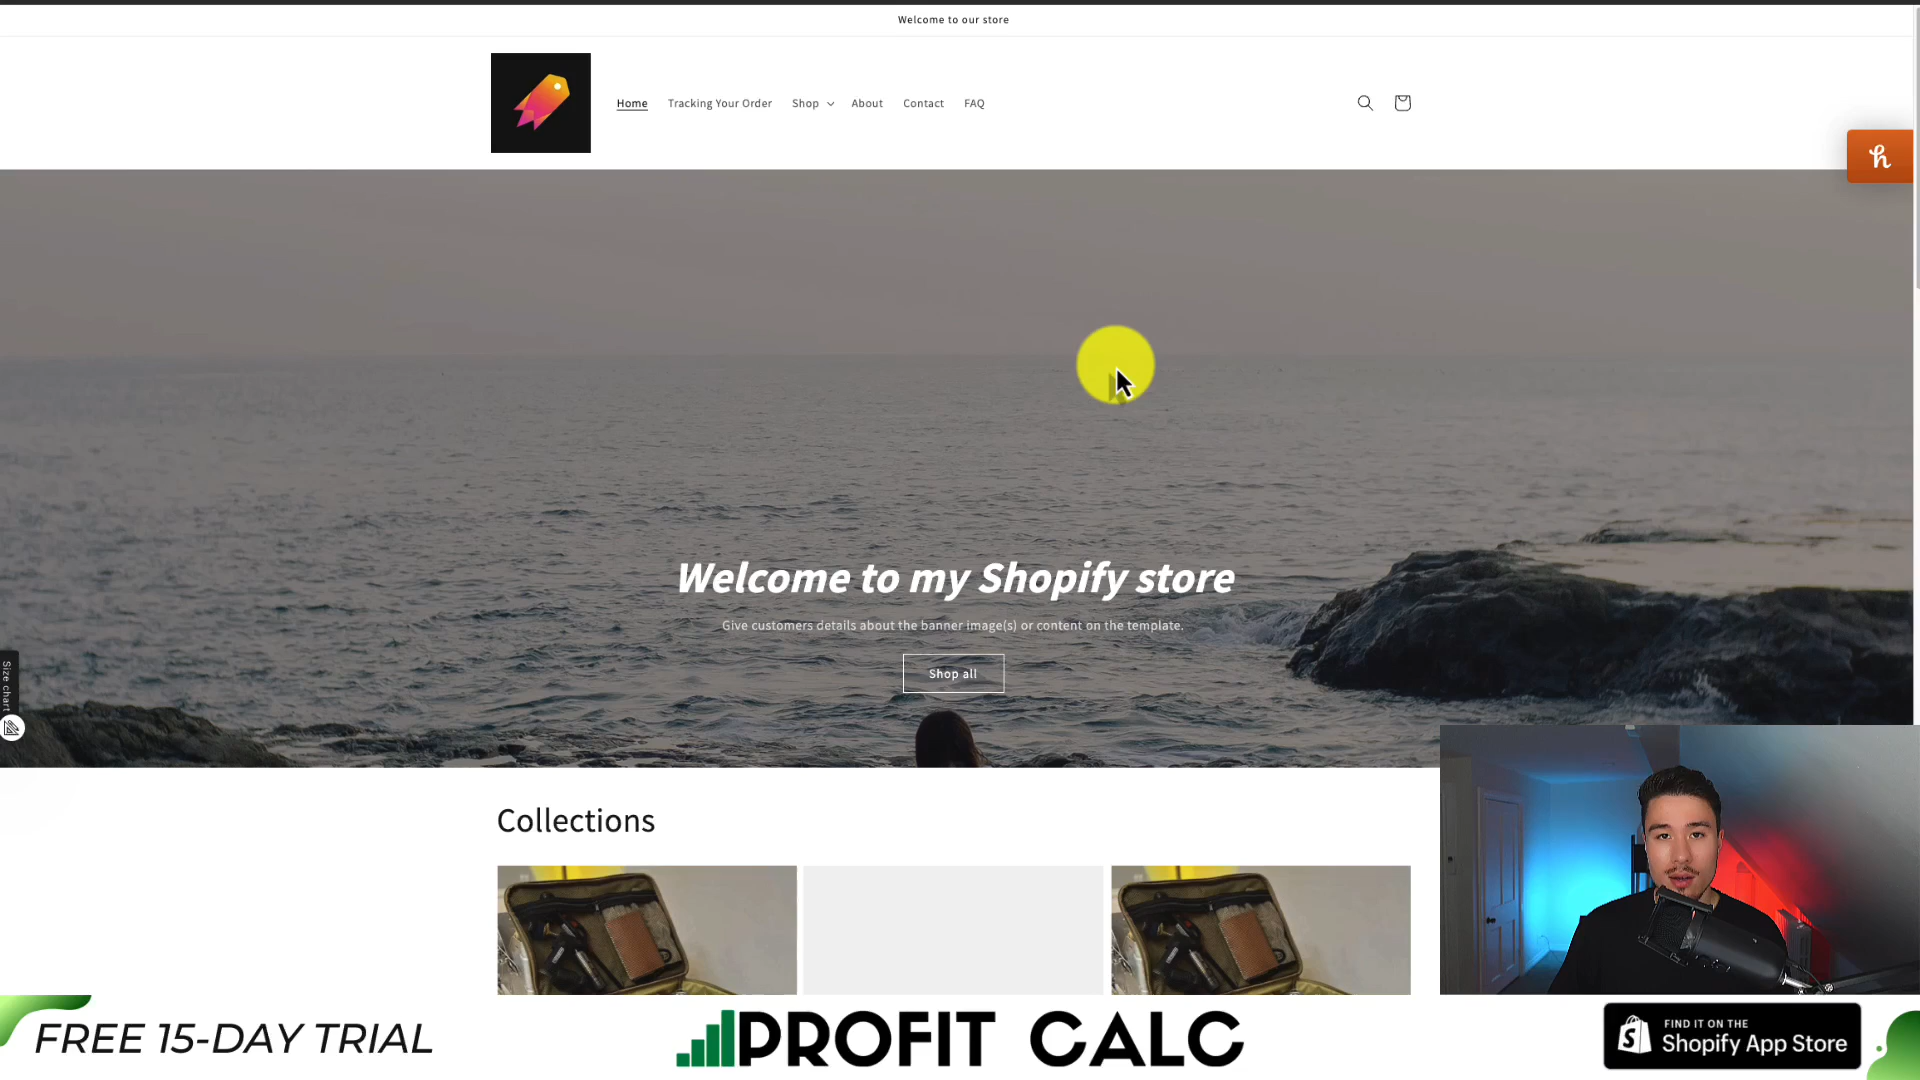 Welcome to our store
Home Tracking Your Order Shop About Contact FAQ
h
Welcome to my Shopify store
Give customers details about the banner image(s) or content on the template.
Shop all
Size chart
Collections
FREE 15-DAY TRIAL
PROFIT CALC
FIND IT ON THE
Shopify App Store